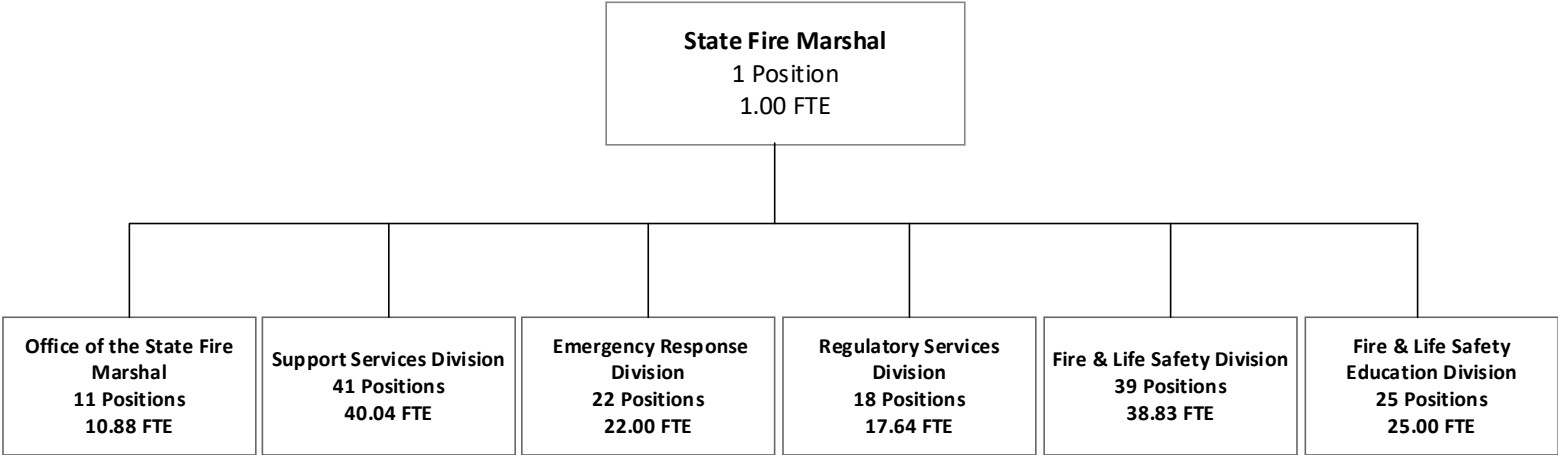 State Fire Marshal
1 Position
1.00 FTE
Office of the State Fire
Marshal
11 Positions
10.88 FTE
Support Services Division
41 Positions
40.04 FTE
Emergency Response
Division
22 Positions
22.00 FTE
Regulatory Services
Division
18 Positions
17.64 FTE
Fire & Life Safety Division
39 Positions
38.83 FTE
Fire & Life Safety
Education Division
25 Positions
25.00 FTE